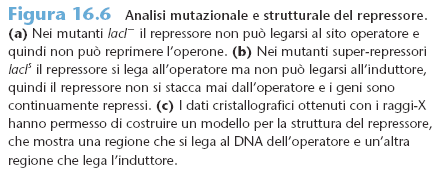 Figura 16.6 Analisi mutazionale e strutturale del repressore.
(a) Nei mutanti lacI⁻ il repressore non può legarsi al sito operatore e
quindi non può reprimere l'operone. (b) Nei mutanti super-repressori
lacIˢ il repressore si lega all'operatore ma non può legarsi all'induttore,
quindi il repressore non si stacca mai dall'operatore e i geni sono
continuamente repressi. (c) I dati cristallografici ottenuti con i raggi-X
hanno permesso di costruire un modello per la struttura del repressore,
che mostra una regione che si lega al DNA dell'operatore e un'altra
regione che lega l'induttore.